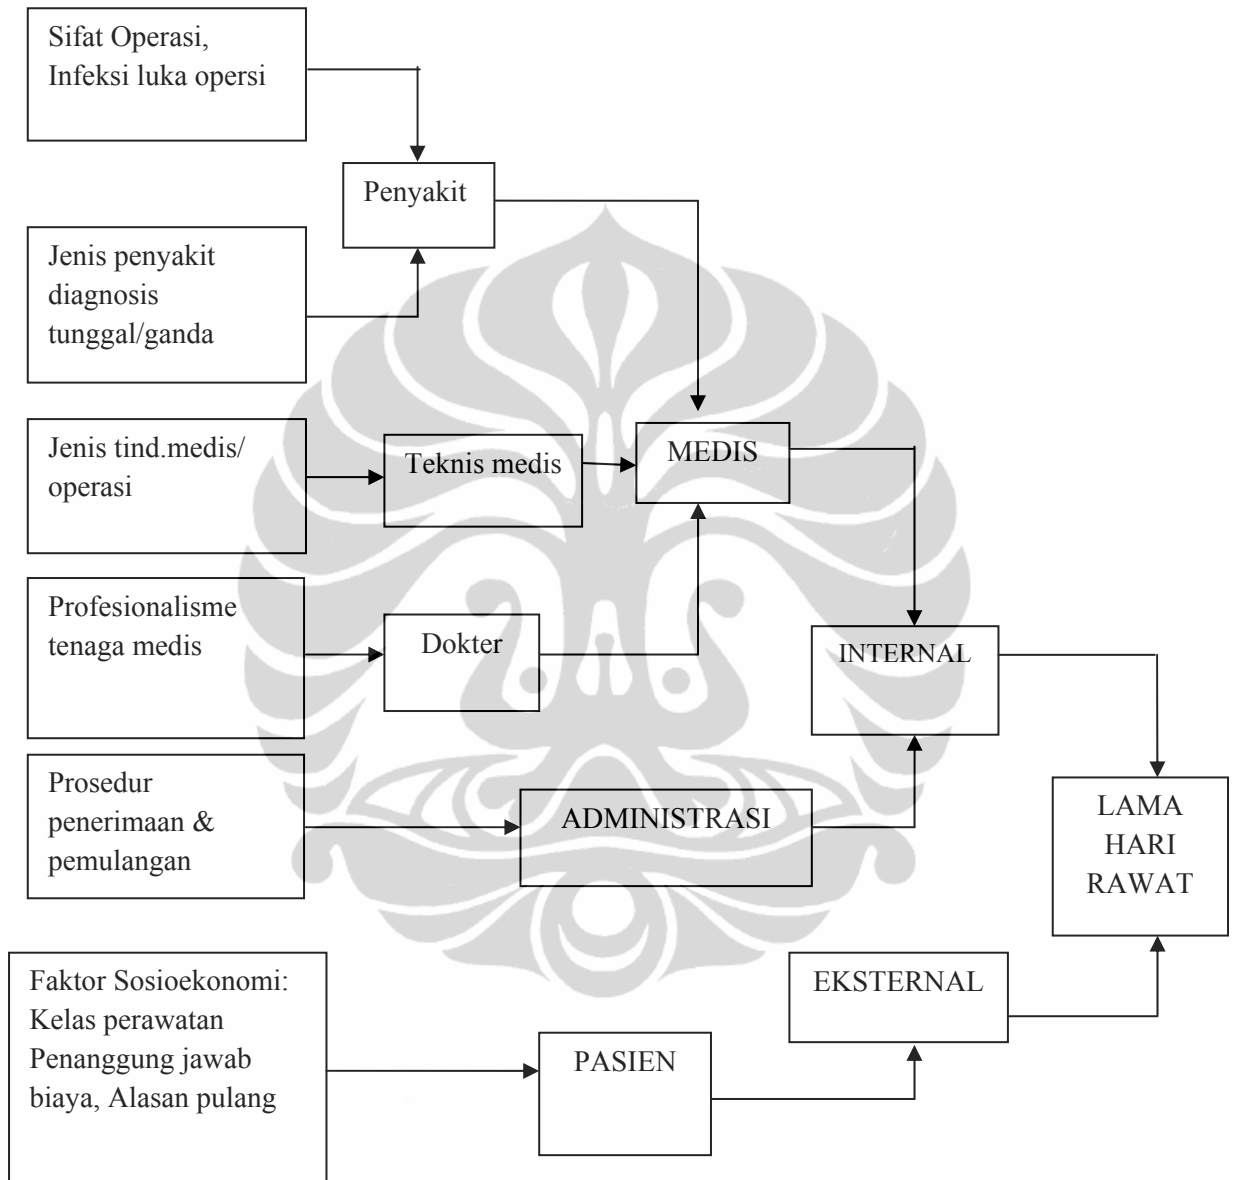 Sifat Operasi,
Infeksi luka opersi
Penyakit
Jenis penyakit
diagnosis
tunggal/ganda
Jenis tind.medis/
operasi
Teknis medis
MEDIS
Profesionalisme
tenaga medis
Dokter
INTERNAL
Prosedur
penerimaan &
pemulangan
ADMINISTRASI
LAMA
HARI
RAWAT
Faktor Sosioekonomi:
Kelas perawatan
Penanggung jawab
biaya, Alasan pulang
PASIEN
EKSTERNAL